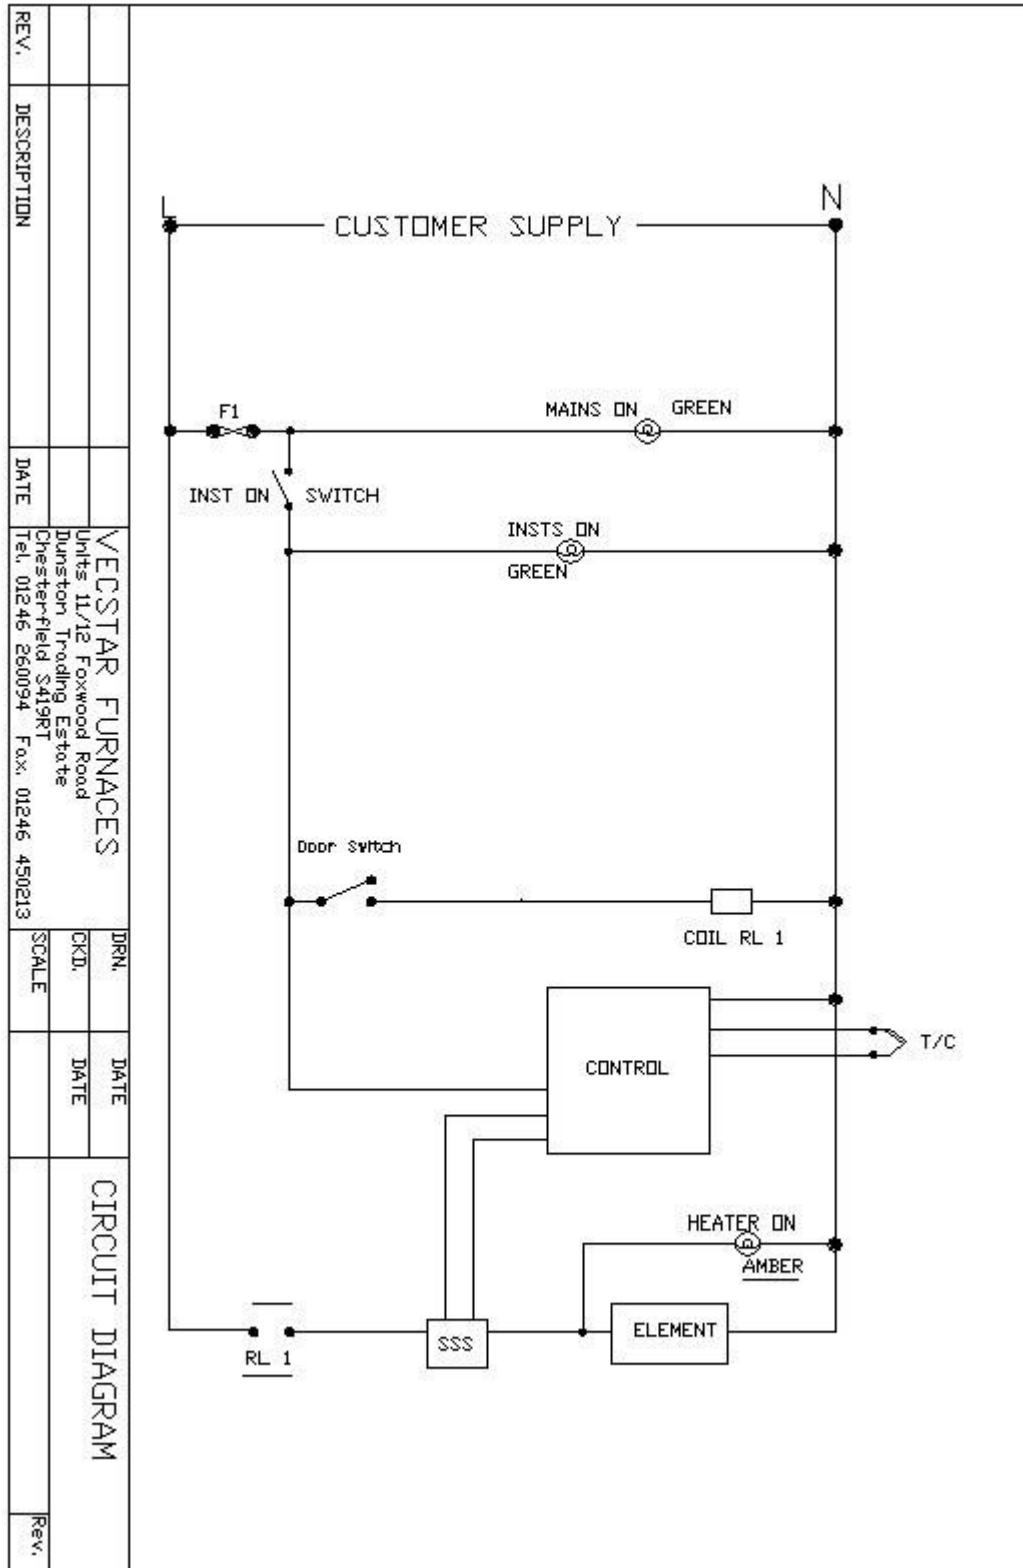 L
N
CUSTOMER SUPPLY
F1
MAINS ON GREEN
INST ON SWITCH
INSTS ON
GREEN
Door Switch
COIL RL 1
CONTROL
T/C
HEATER ON
AMBER
RL 1
SSS
ELEMENT
REV. DESCRIPTION DATE
VECSTAR FURNACES
Units 11/12 Foxwood Road
Dunston Trading Estate
Chesterfield S419RT
Tel. 01246 260094 Fax. 01246 450213
DRN. DATE
CKD. DATE
SCALE
CIRCUIT DIAGRAM
Rev.